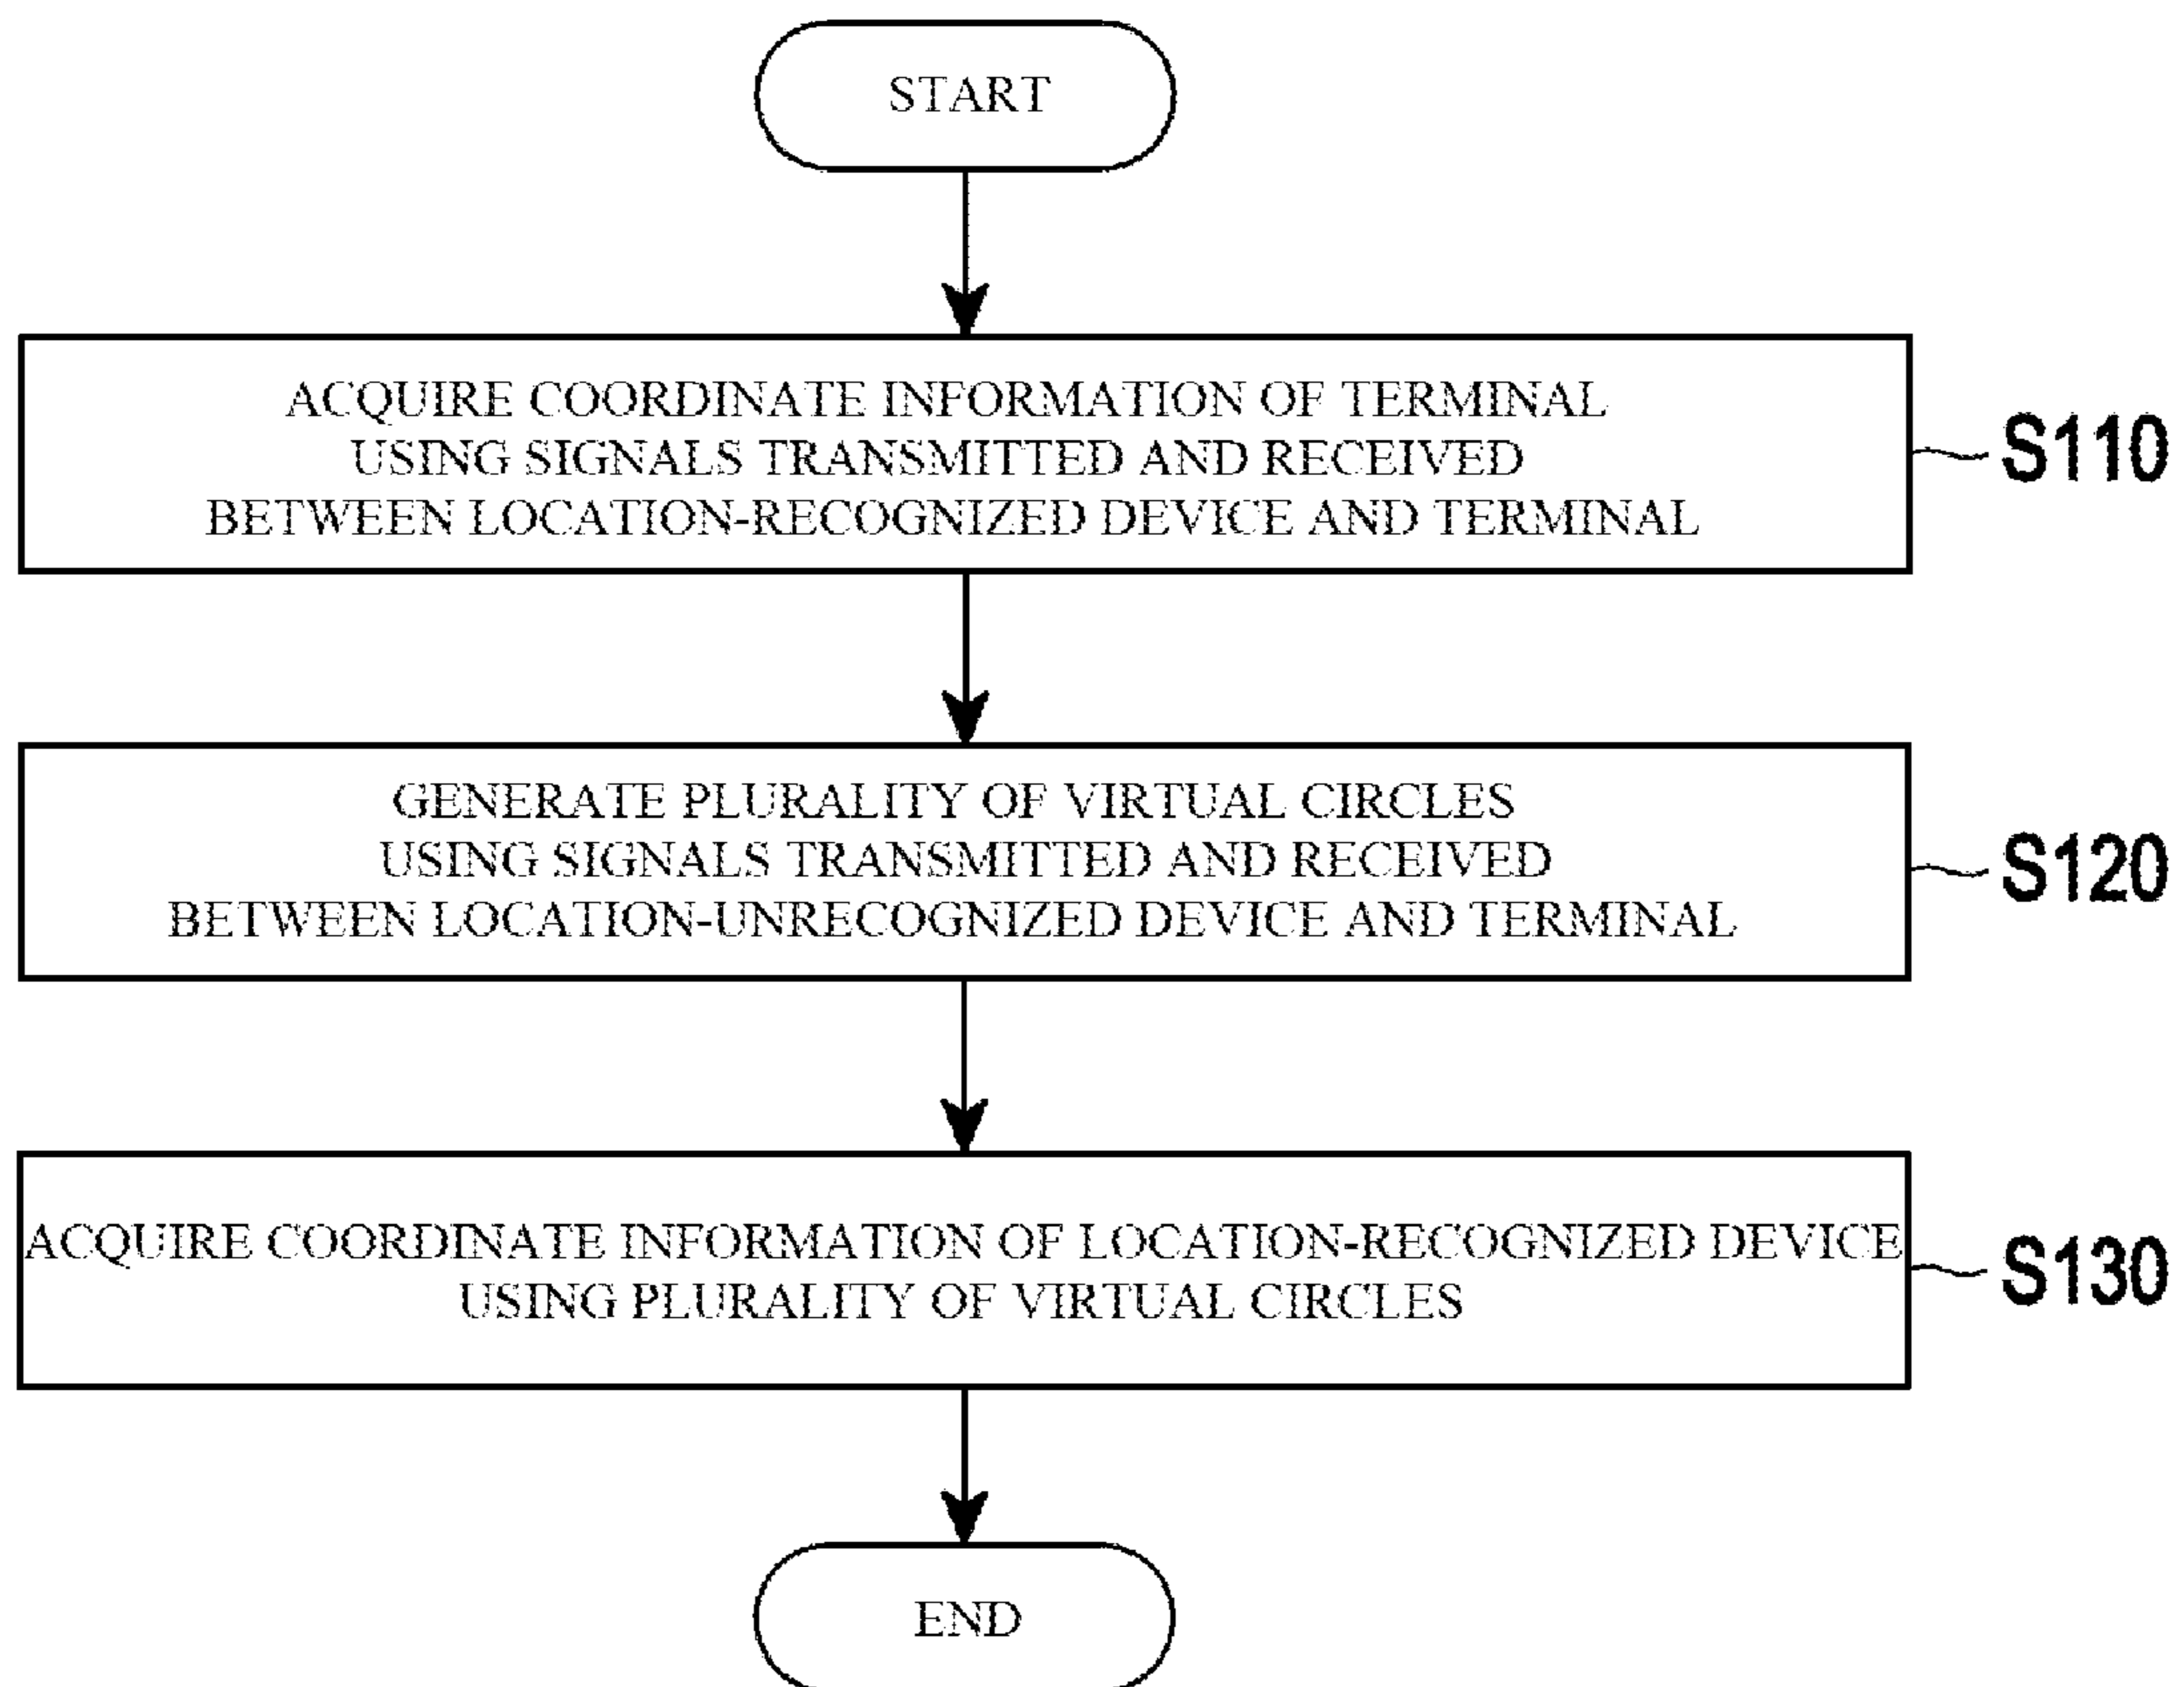 START
ACQUIRE COORDINATE INFORMATION OF TERMINAL
USING SIGNALS TRANSMITTED AND RECEIVED
BETWEEN LOCATION-RECOGNIZED DEVICE AND TERMINAL
S110
GENERATE PLURALITY OF VIRTUAL CIRCLES
USING SIGNALS TRANSMITTED AND RECEIVED
BETWEEN LOCATION-UNRECOGNIZED DEVICE AND TERMINAL
S120
ACQUIRE COORDINATE INFORMATION OF LOCATION-RECOGNIZED DEVICE
USING PLURALITY OF VIRTUAL CIRCLES
S130
END